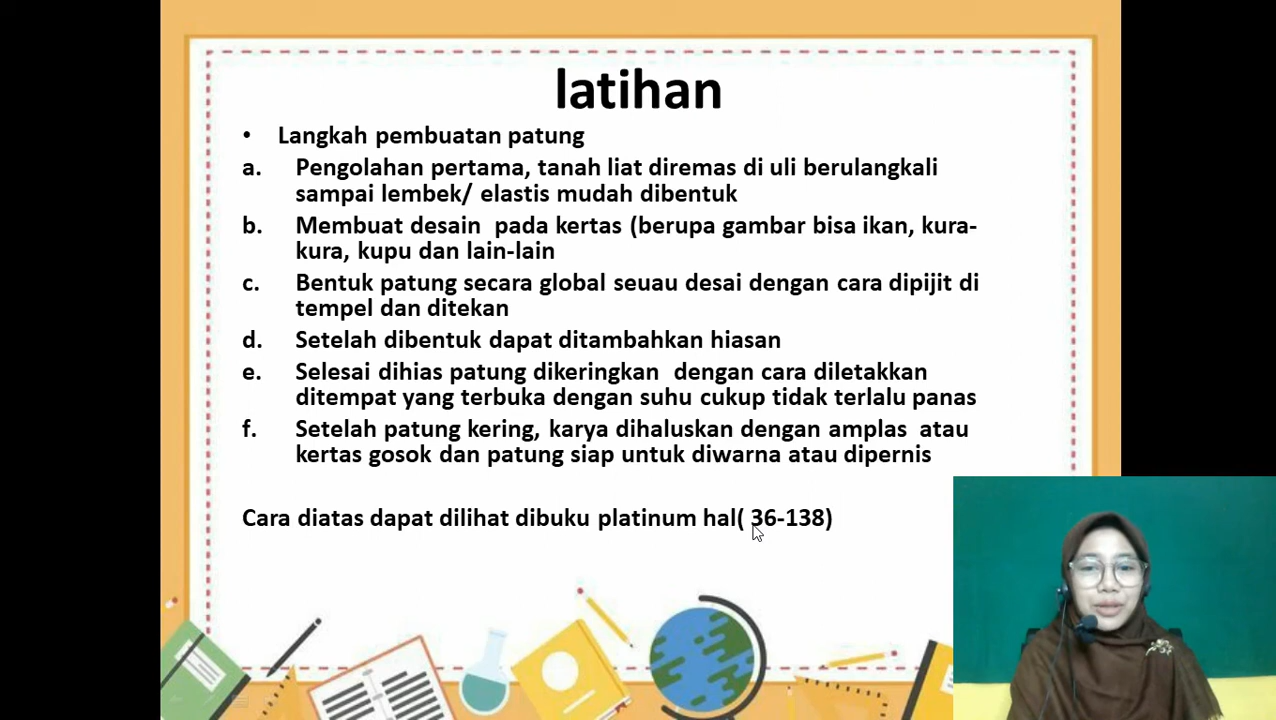 latihan
• Langkah pembuatan patung
a. Pengolahan pertama, tanah liat diremas di uli berulangkali
sampai lembek/ elastis mudah dibentuk
b. Membuat desain pada kertas (berupa gambar bisa ikan, kura-
kura, kupu dan lain-lain
c. Bentuk patung secara global seuau desai dengan cara dipijit di
tempel dan ditekan
d. Setelah dibentuk dapat ditambahkan hiasan
e. Selesai dihias patung dikeringkan dengan cara diletakkan
ditempat yang terbuka dengan suhu cukup tidak terlalu panas
f. Setelah patung kering, karya dihaluskan dengan amplas atau
kertas gosok dan patung siap untuk diwarna atau dipernis
Cara diatas dapat dilihat dibuku platinum hal( 36-138)